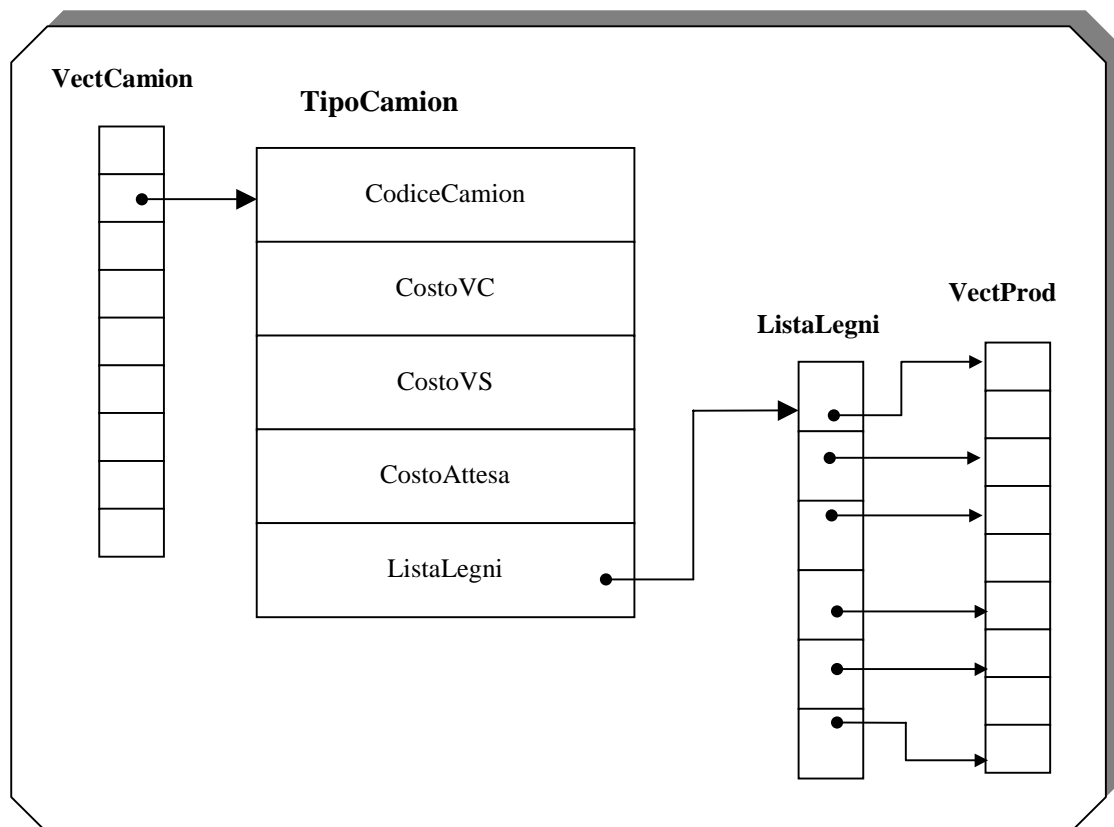 VectCamion
TipoCamion
CodiceCamion
CostoVC
CostoVS
CostoAttesa
ListaLegni
ListaLegni
VectProd